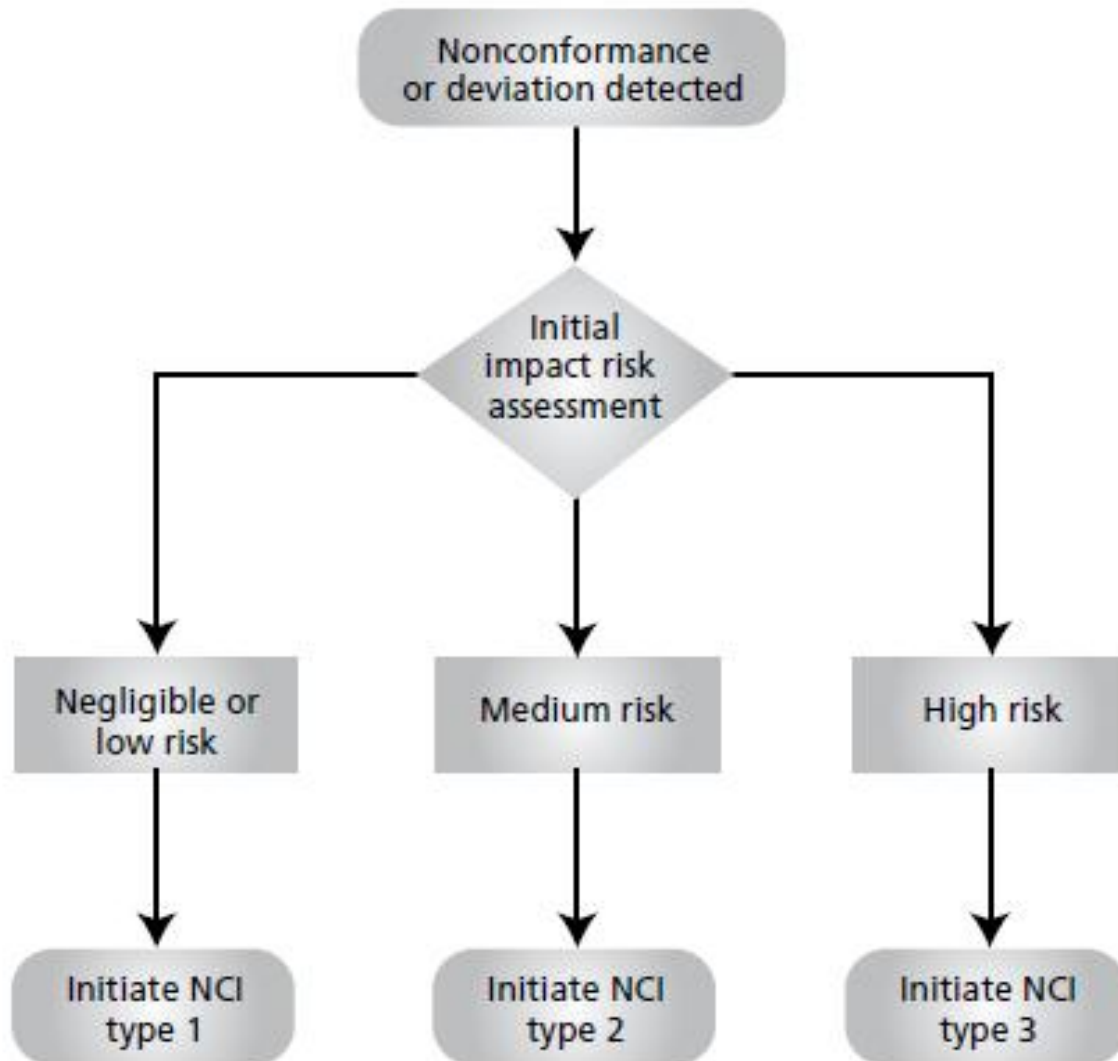 Nonconformance
or deviation detected
Initial
impact risk
assessment
Negligible or
low risk
Medium risk
High risk
Initiate NCI
type 1
Initiate NCI
type 2
Initiate NCI
type 3